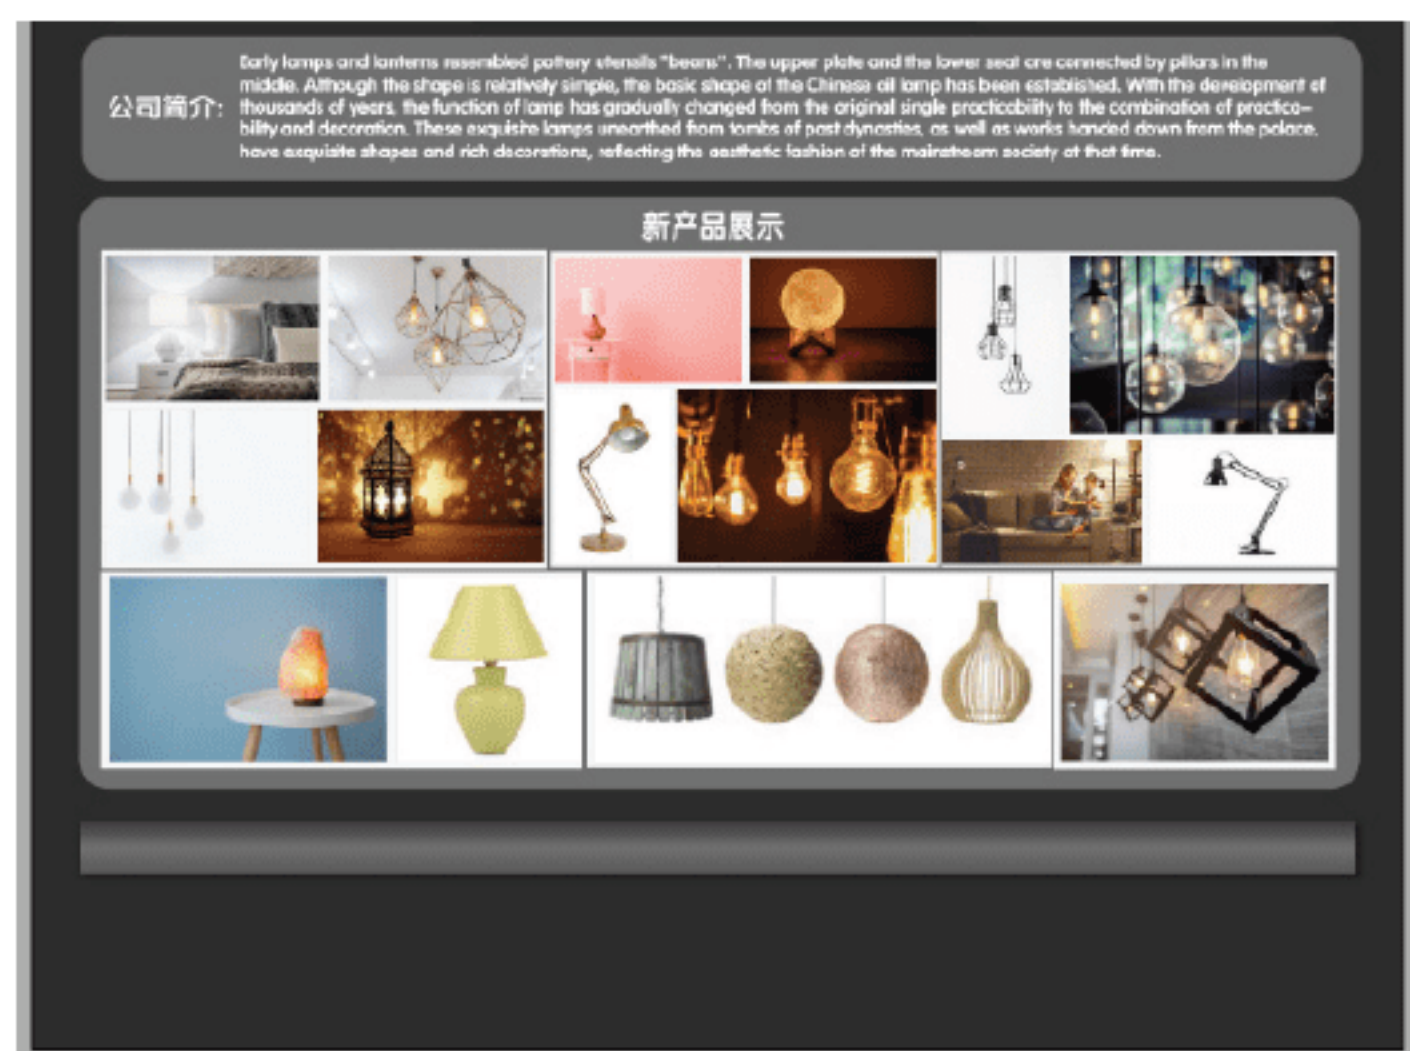 公司简介:
Early lamps and lanterns resembled pottery utensils "beans". The upper plate and the lower seat are connected by pillars in the
middle. Although the shape is relatively simple, the basic shape of the Chinese oil lamp has been established. With the development of
thousands of years, the function of lamp has gradually changed from the original single practicability to the combination of practica-
bility and decoration. These exquisite lamps unearthed from tombs of past dynasties, as well as works handed down from the palace,
have exquisite shapes and rich decorations, reflecting the aesthetic fashion of the mainstream society at that time.
新产品展示